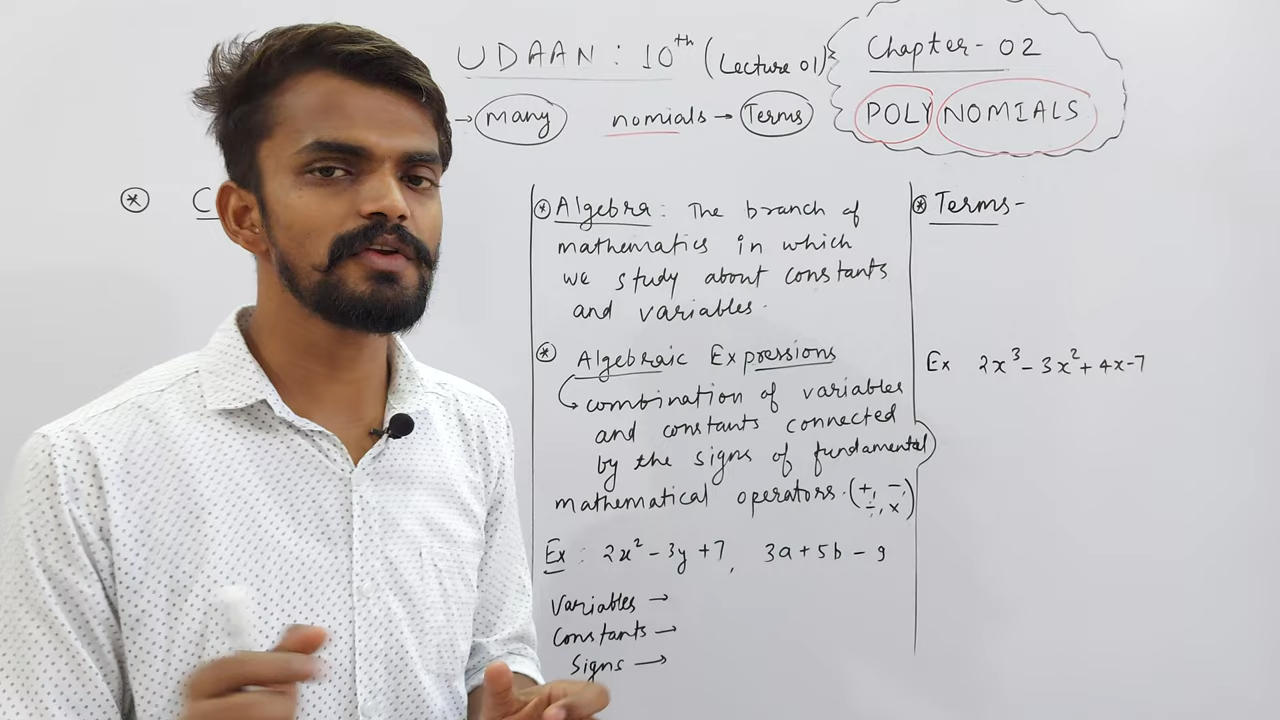 UDAAN : 10th (Lecture 01)
Chapter - 02
POLYNOMIALS
→ many nomials → Terms
* Algebra : The branch of
mathematics in which
we study about constants
and variables.
* Algebraic Expressions
combination of variables
and constants connected
by the signs of fundamental
mathematical operators. (+, -, ÷, ×)
Ex : 2x² - 3y + 7, 3a + 5b - 9
Variables →
Constants →
Signs →
* Terms -
Ex 2x³ - 3x² + 4x - 7